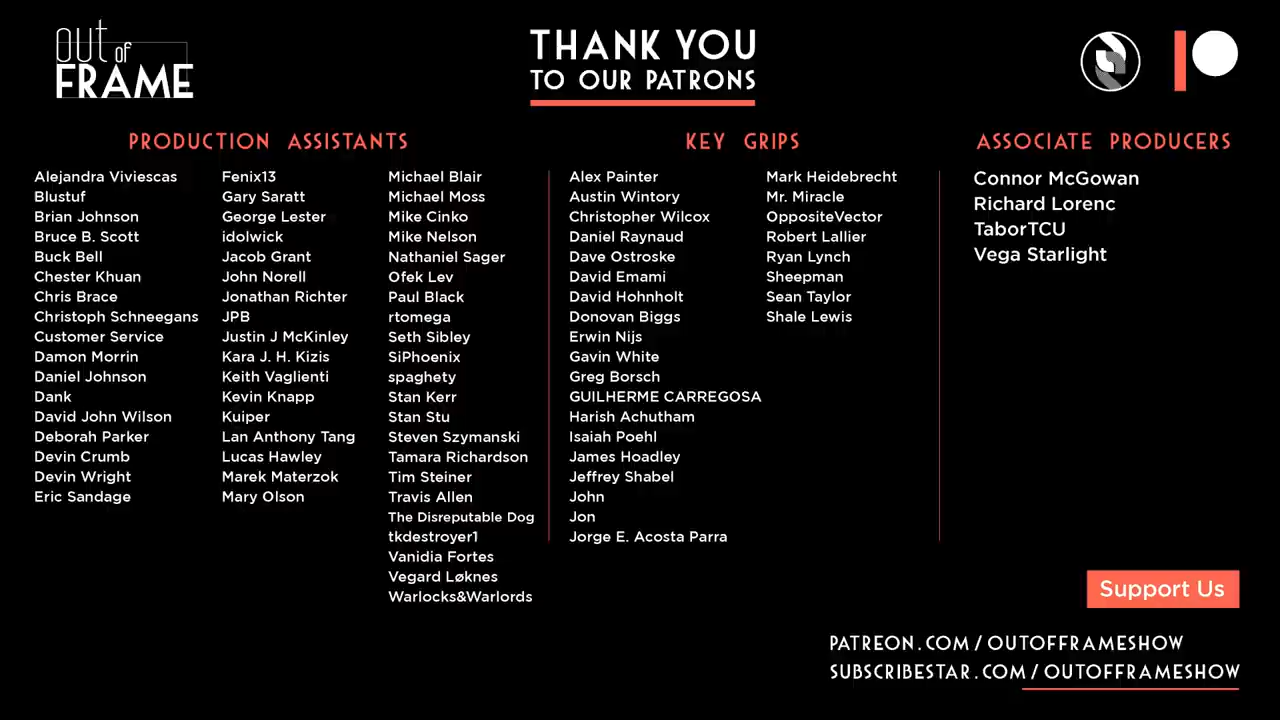 OUT OF
FRAME
THANK YOU
TO OUR PATRONS
PRODUCTION ASSISTANTS
Alejandra Viviescas
Blustuf
Brian Johnson
Bruce B. Scott
Buck Bell
Chester Khuan
Chris Brace
Christoph Schneegans
Customer Service
Damon Morrin
Daniel Johnson
Dank
David John Wilson
Deborah Parker
Devin Crumb
Devin Wright
Eric Sandage
Fenix13
Gary Saratt
George Lester
idolwick
Jacob Grant
John Norell
Jonathan Richter
JPB
Justin J McKinley
Kara J. H. Kizis
Keith Vaglienti
Kevin Knapp
Kuiper
Lan Anthony Tang
Lucas Hawley
Marek Materzok
Mary Olson
Michael Blair
Michael Moss
Mike Cinko
Mike Nelson
Nathaniel Sager
Ofek Lev
Paul Black
rtomega
Seth Sibley
SiPhoenix
spaghety
Stan Kerr
Stan Stu
Steven Szymanski
Tamara Richardson
Tim Steiner
Travis Allen
The Disreputable Dog
tkdestroyer1
Vanidia Fortes
Vegard Løknes
Warlocks&Warlords
KEY GRIPS
Alex Painter
Austin Wintory
Christopher Wilcox
Daniel Raynaud
Dave Ostroske
David Emami
David Hohnholt
Donovan Biggs
Erwin Nijs
Gavin White
Greg Borsch
GUILHERME CARREGOSA
Harish Achutham
Isaiah Poehl
James Hoadley
Jeffrey Shabel
John
Jon
Jorge E. Acosta Parra
Mark Heidebrecht
Mr. Miracle
OppositeVector
Robert Lallier
Ryan Lynch
Sheepman
Sean Taylor
Shale Lewis
ASSOCIATE PRODUCERS
Connor McGowan
Richard Lorenc
TaborTCU
Vega Starlight
Support Us
PATREON.COM/OUTOFFRAMESHOW
SUBSCRIBESTAR.COM/OUTOFFRAMESHOW